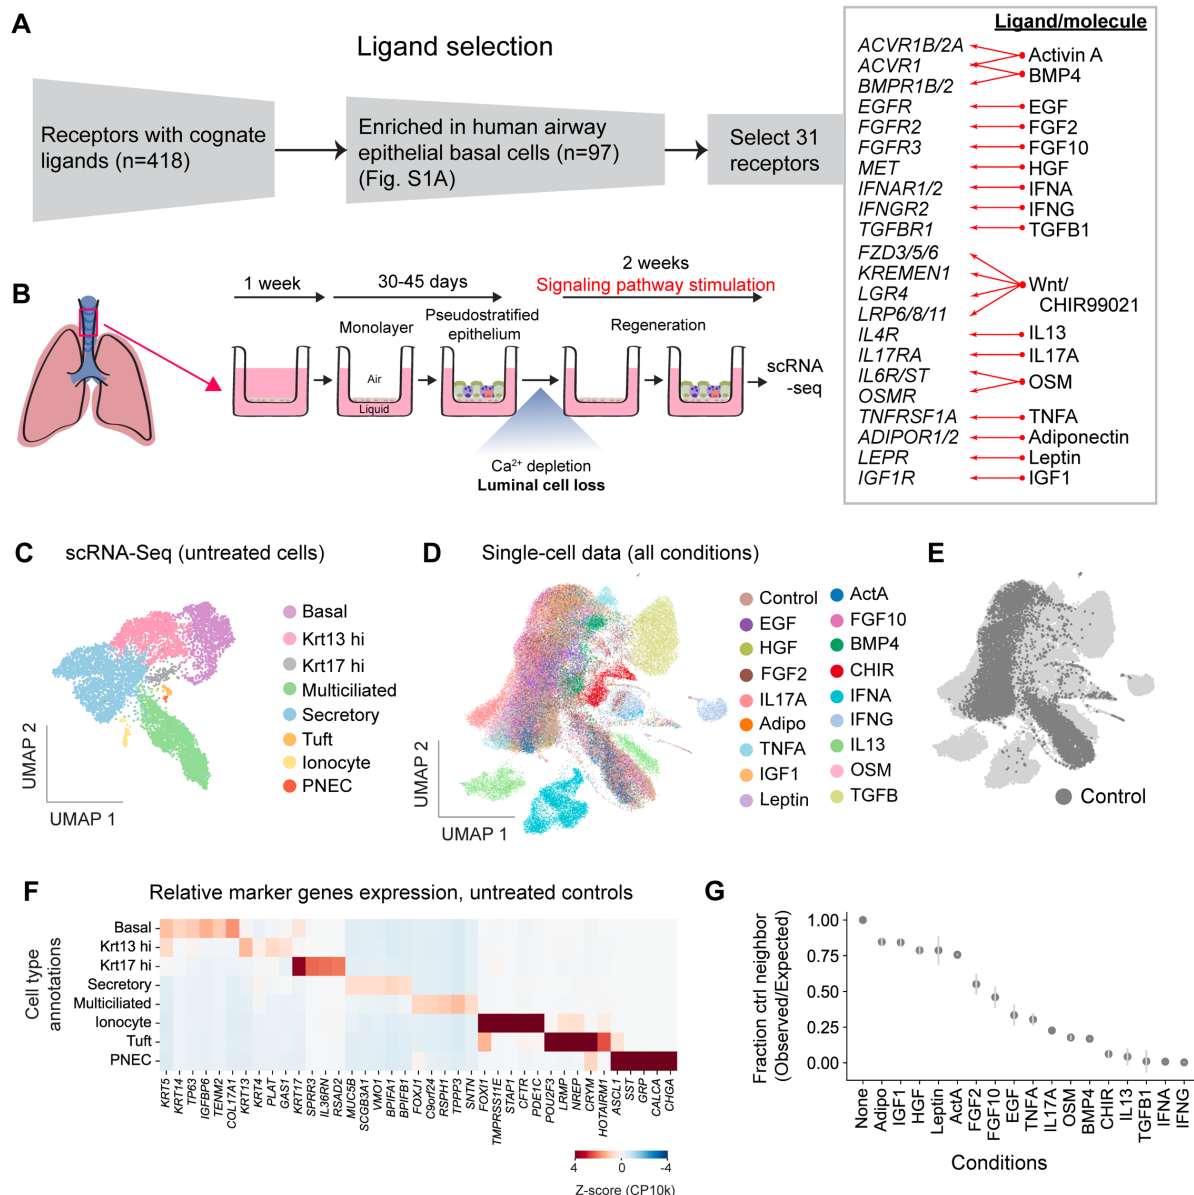 A
Ligand selection
Receptors with cognate
ligands (n=418)
Enriched in human airway
epithelial basal cells (n=97)
(Fig. S1A)
Select 31
receptors
Ligand/molecule
ACVR1B/2A
ACVR1
BMPR1B/2
EGFR
FGFR2
FGFR3
MET
IFNAR1/2
IFNGR2
TGFBR1
FZD3/5/6
KREMEN1
LGR4
LRP6/8/11
IL4R
IL17RA
IL6R/ST
OSMR
TNFRSF1A
ADIPOR1/2
LEPR
IGF1R
Activin A
BMP4
EGF
FGF2
FGF10
HGF
IFNA
IFNG
TGFB1
Wnt/
CHIR99021
IL13
IL17A
OSM
TNFA
Adiponectin
Leptin
IGF1
B
1 week
30-45 days
2 weeks
Signaling pathway stimulation
Monolayer
Pseudostratified
epithelium
Regeneration
Air
Liquid
scRNA
-seq
Ca²⁺ depletion
Luminal cell loss
C
scRNA-Seq (untreated cells)
Basal
Krt13 hi
Krt17 hi
Multiciliated
Secretory
Tuft
Ionocyte
PNEC
UMAP 2
UMAP 1
D
Single-cell data (all conditions)
Control
EGF
HGF
FGF2
IL17A
Adipo
TNFA
IGF1
Leptin
ActA
FGF10
BMP4
CHIR
IFNA
IFNG
IL13
OSM
TGFB
UMAP 2
UMAP 1
E
Control
F
Relative marker genes expression, untreated controls
Cell type
annotations
Basal
Krt13 hi
Krt17 hi
Secretory
Multiciliated
Ionocyte
Tuft
PNEC
KRT5
KRT14
TP63
IGFBP6
TENM2
COL17A1
KRT13
KRT4
PLAT
GAS1
KRT17
SPRR3
IL36RN
RSAD2
MUC5B
SCGB3A1
VMO1
BPIFA1
BPIFB1
FOXJ1
C9orf24
RSPH1
TPPP3
SNTN
FOXI1
TMPRSS11E
STAP1
CFTR
PDE1C
POU2F3
LRMP
NREP
CRYM
HOTAIRM1
ASCL1
SST
GRP
CALCA
CHGA
4
0
-4
Z-score (CP10k)
G
Fraction ctrl neighbor
(Observed/Expected)
1.00
0.75
0.50
0.25
0.00
None
Adipo
IGF1
HGF
Leptin
ActA
FGF2
FGF10
EGF
TNFA
IL17A
OSM
BMP4
CHIR
IL13
TGFB1
IFNA
IFNG
Conditions